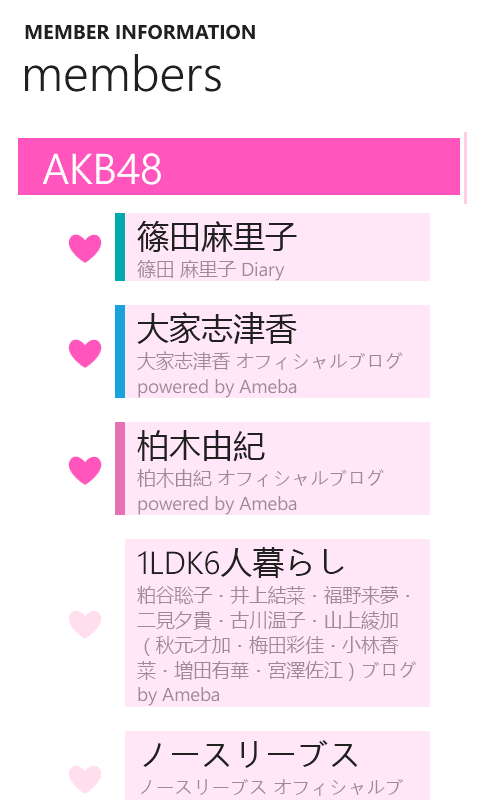 MEMBER INFORMATION
members
AKB48
篠田麻里子
篠田 麻里子 Diary
大家志津香
大家志津香 オフィシャルブログ
powered by Ameba
柏木由紀
柏木由紀 オフィシャルブログ
powered by Ameba
1LDK6人暮らし
粕谷聡子・井上結菜・福野来夢・
二見夕貴・古川温子・山上綾加
（秋元才加・梅田彩佳・小林香
菜・増田有華・宮澤佐江）ブログ
by Ameba
ノースリーブス
ノースリーブス オフィシャルブ